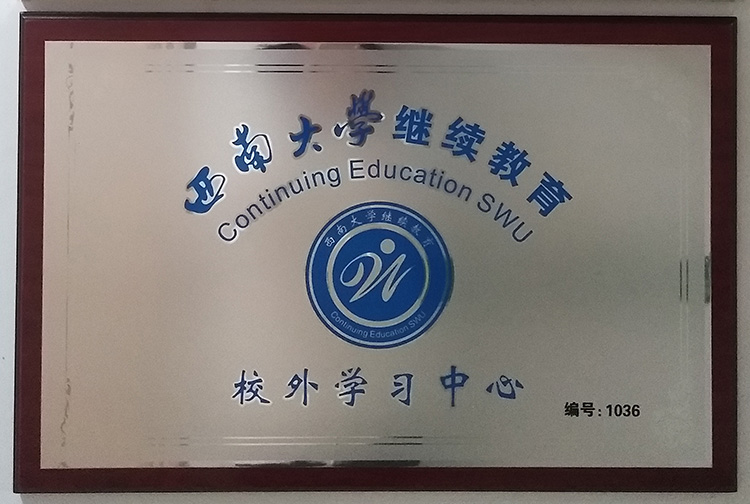 西南大學继续教育
Continuing Education SWU
西南大学继续教育
Continuing Education SWU
校外学习中心
编号:1036